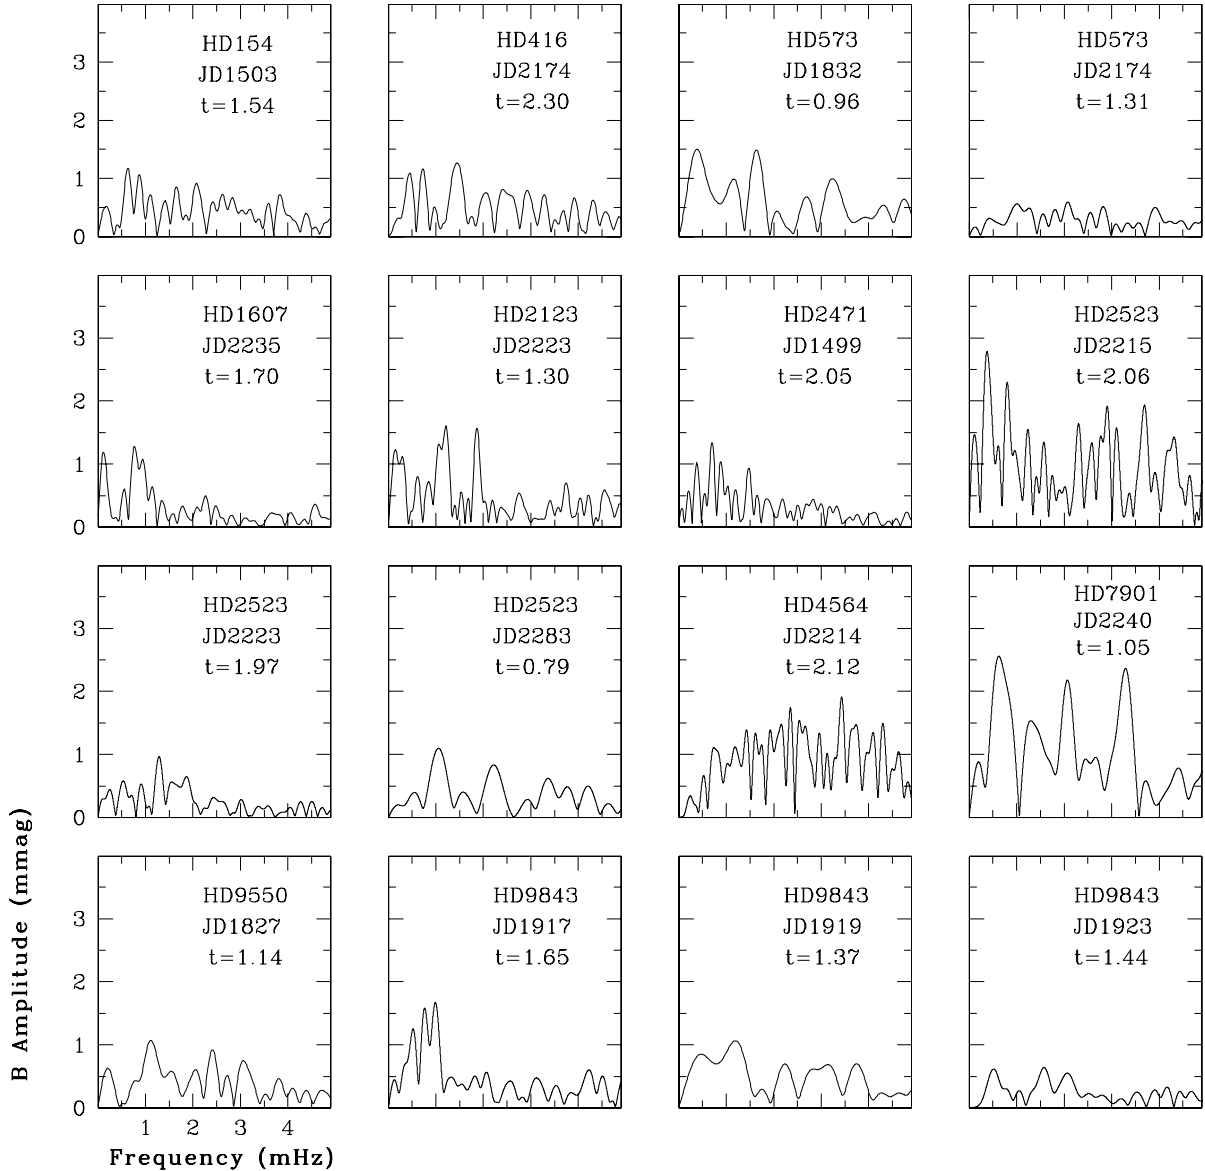 HD154
JD1503
t=1.54
HD416
JD2174
t=2.30
HD573
JD1832
t=0.96
HD573
JD2174
t=1.31
3
2
1
0
HD1607
JD2235
t=1.70
HD2123
JD2223
t=1.30
HD2471
JD1499
t=2.05
HD2523
JD2215
t=2.06
3
2
1
0
HD2523
JD2223
t=1.97
HD2523
JD2283
t=0.79
HD4564
JD2214
t=2.12
HD7901
JD2240
t=1.05
3
2
1
0
HD9550
JD1827
t=1.14
HD9843
JD1917
t=1.65
HD9843
JD1919
t=1.37
HD9843
JD1923
t=1.44
3
2
1
0
1 2 3 4
Frequency (mHz)
B Amplitude (mmag)